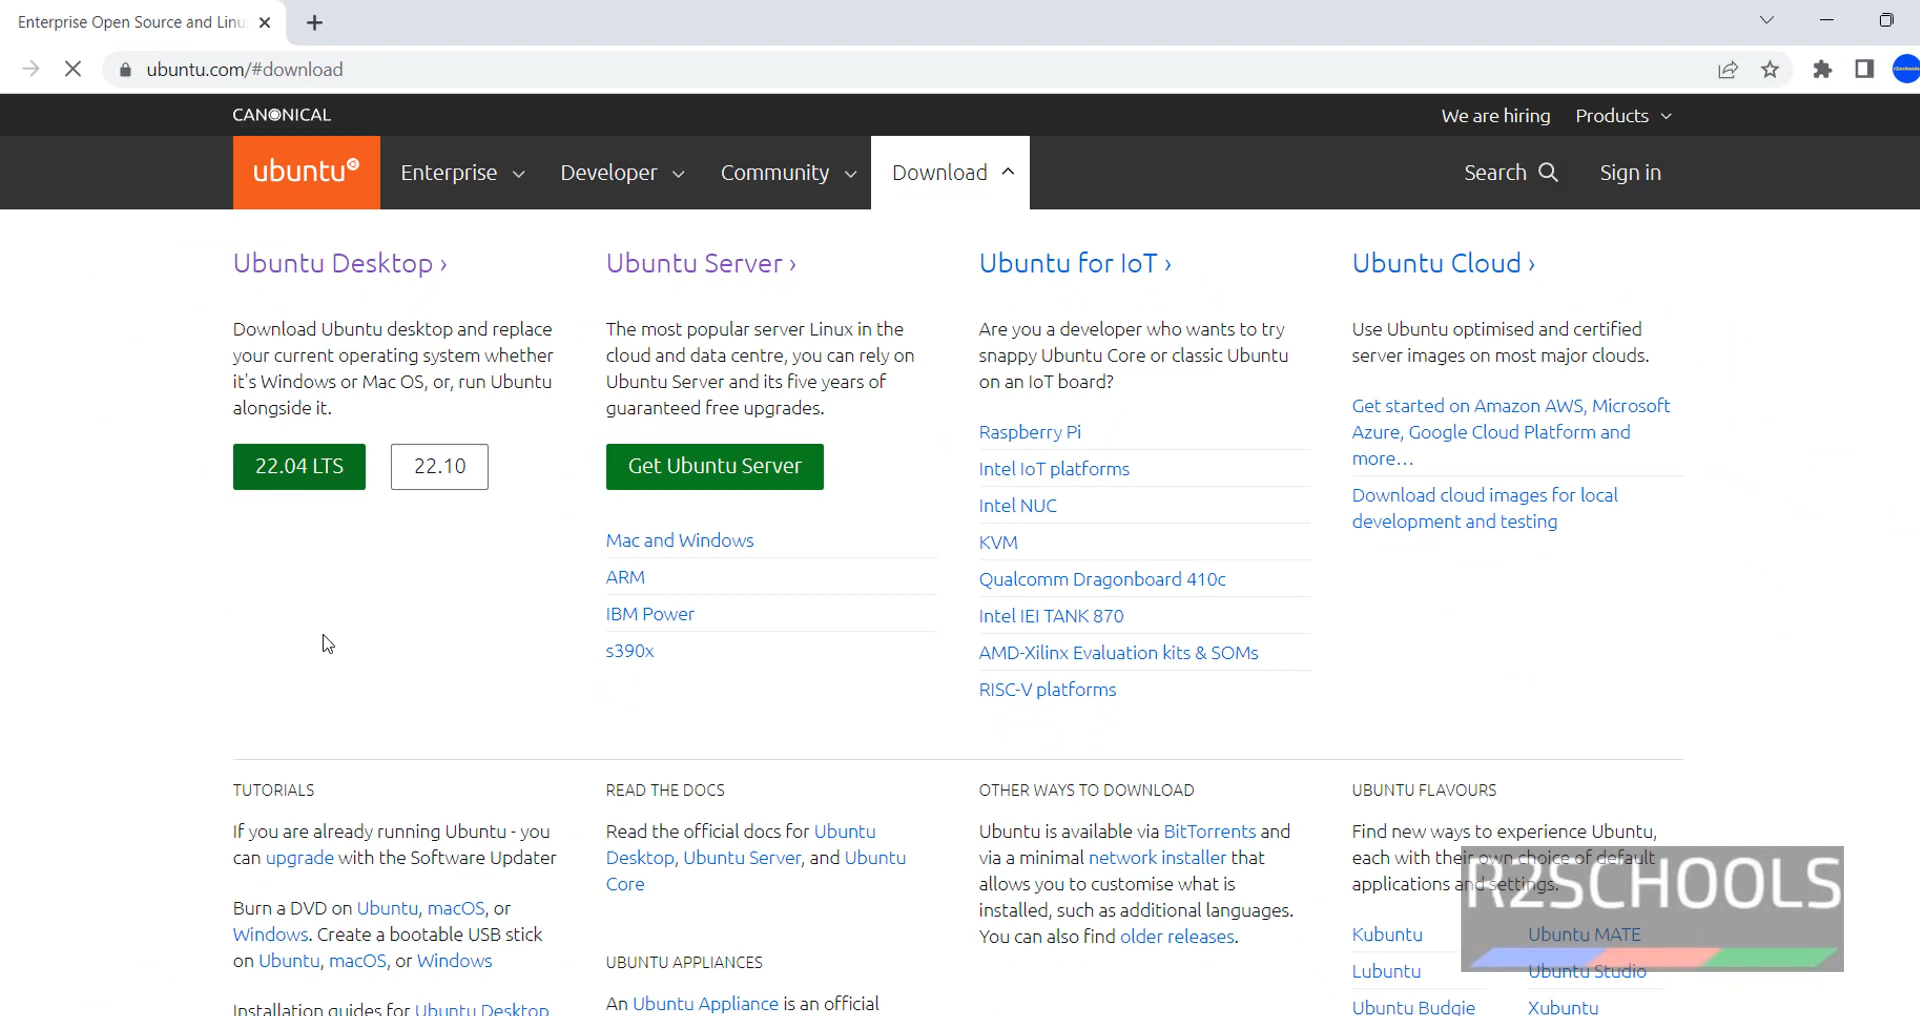 Enterprise Open Source and Linu
ubuntu.com/#download
CANONICAL
We are hiring
Products
ubuntu
Enterprise
Developer
Community
Download
Search
Sign in
Ubuntu Desktop ›
Download Ubuntu desktop and replace
your current operating system whether
it's Windows or Mac OS, or, run Ubuntu
alongside it.
22.04 LTS
22.10
Ubuntu Server ›
The most popular server Linux in the
cloud and data centre, you can rely on
Ubuntu Server and its five years of
guaranteed free upgrades.
Get Ubuntu Server
Mac and Windows
ARM
IBM Power
s390x
Ubuntu for IoT ›
Are you a developer who wants to try
snappy Ubuntu Core or classic Ubuntu
on an IoT board?
Raspberry Pi
Intel IoT platforms
Intel NUC
KVM
Qualcomm Dragonboard 410c
Intel IEI TANK 870
AMD-Xilinx Evaluation kits & SOMs
RISC-V platforms
Ubuntu Cloud ›
Use Ubuntu optimised and certified
server images on most major clouds.
Get started on Amazon AWS, Microsoft
Azure, Google Cloud Platform and
more…
Download cloud images for local
development and testing
TUTORIALS
If you are already running Ubuntu - you
can upgrade with the Software Updater
Burn a DVD on Ubuntu, macOS, or
Windows. Create a bootable USB stick
on Ubuntu, macOS, or Windows
Installation guides for Ubuntu Desktop
READ THE DOCS
Read the official docs for Ubuntu
Desktop, Ubuntu Server, and Ubuntu
Core
UBUNTU APPLIANCES
An Ubuntu Appliance is an official
OTHER WAYS TO DOWNLOAD
Ubuntu is available via BitTorrents and
via a minimal network installer that
allows you to customise what is
installed, such as additional languages.
You can also find older releases.
UBUNTU FLAVOURS
Find new ways to experience Ubuntu,
each with their own choice of default
applications and settings.
R2SCHOOLS
Kubuntu
Ubuntu MATE
Lubuntu
Ubuntu Studio
Ubuntu Budgie
Xubuntu